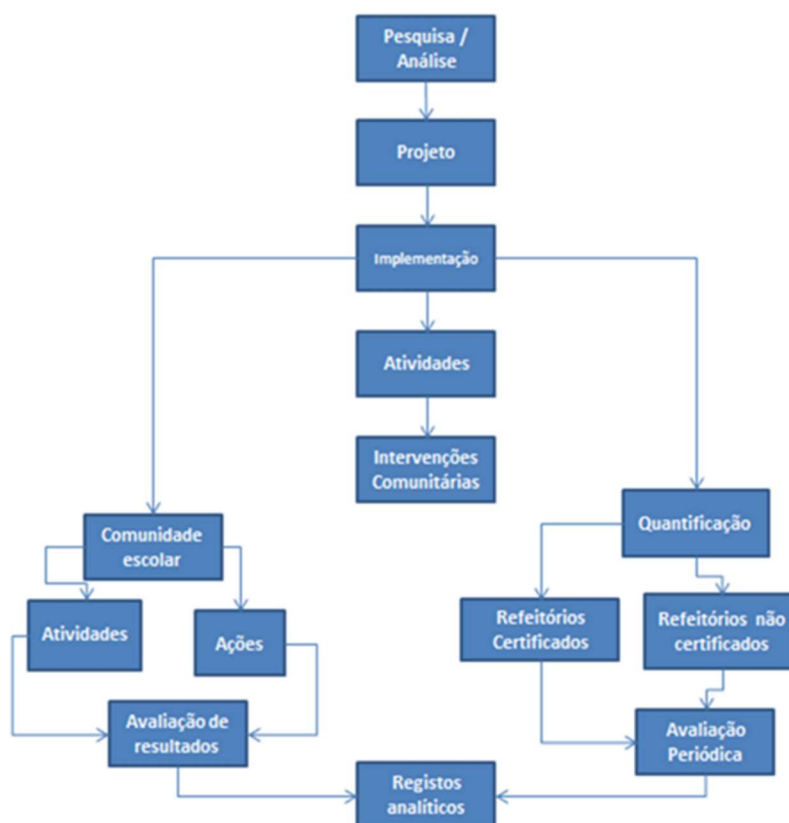 Pesquisa /
Análise
Projeto
Implementação
Atividades
Intervenções
Comunitárias
Comunidade
escolar
Quantificação
Atividades
Ações
Refeitórios
Certificados
Refeitórios não
certificados
Avaliação de
resultados
Avaliação
Periódica
Registos
analíticos